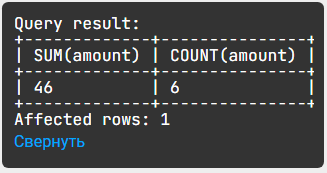 Query result:
+-------------+---------------+
| SUM(amount) | COUNT(amount) |
+-------------+---------------+
| 46          | 6             |
+-------------+---------------+
Affected rows: 1
Свернуть